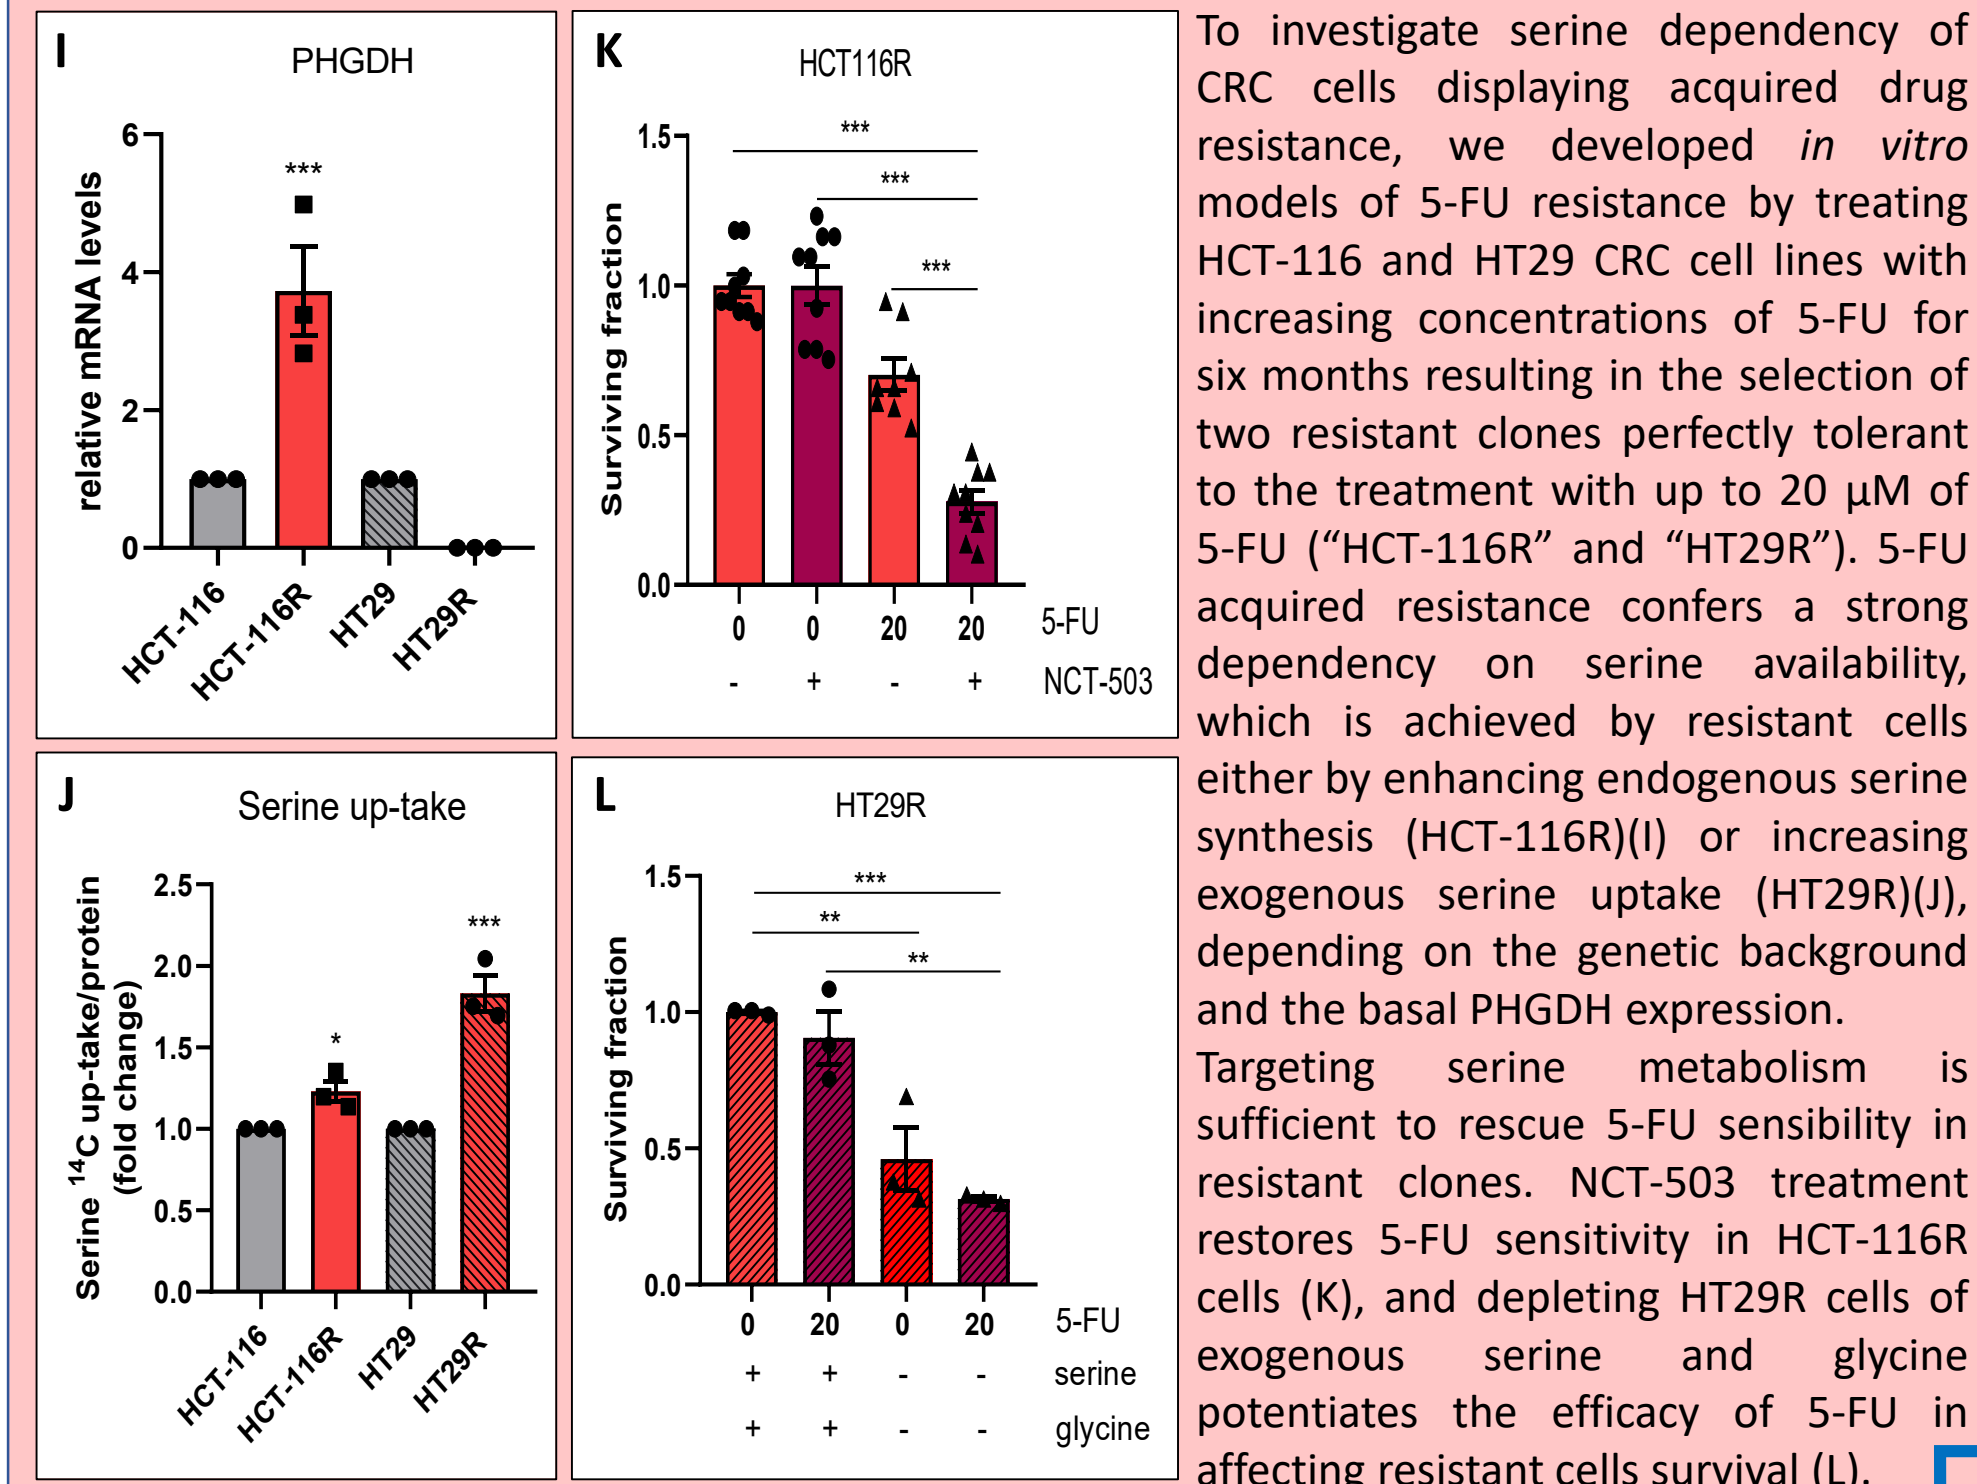 I
PHGDH
relative mRNA levels
6
4
2
0
***
HCT-116
HCT-116R
HT29
HT29R
K
HCT116R
Surviving fraction
1.5
1.0
0.5
0.0
***
***
***
0 0 20 20 5-FU
- + - + NCT-503
J
Serine up-take
Serine ¹⁴C up-take/protein
(fold change)
2.5
2.0
1.5
1.0
0.5
0.0
*
***
HCT-116
HCT-116R
HT29
HT29R
L
HT29R
Surviving fraction
1.5
1.0
0.5
0.0
***
**
**
0 20 0 20 5-FU
+ + - - serine
+ + - - glycine
To investigate serine dependency of
CRC cells displaying acquired drug
resistance, we developed in vitro
models of 5-FU resistance by treating
HCT-116 and HT29 CRC cell lines with
increasing concentrations of 5-FU for
six months resulting in the selection of
two resistant clones perfectly tolerant
to the treatment with up to 20 µM of
5-FU (“HCT-116R” and “HT29R”). 5-FU
acquired resistance confers a strong
dependency on serine availability,
which is achieved by resistant cells
either by enhancing endogenous serine
synthesis (HCT-116R)(I) or increasing
exogenous serine uptake (HT29R)(J),
depending on the genetic background
and the basal PHGDH expression.
Targeting serine metabolism is
sufficient to rescue 5-FU sensibility in
resistant clones. NCT-503 treatment
restores 5-FU sensitivity in HCT-116R
cells (K), and depleting HT29R cells of
exogenous serine and glycine
potentiates the efficacy of 5-FU in
affecting resistant cells survival (L).